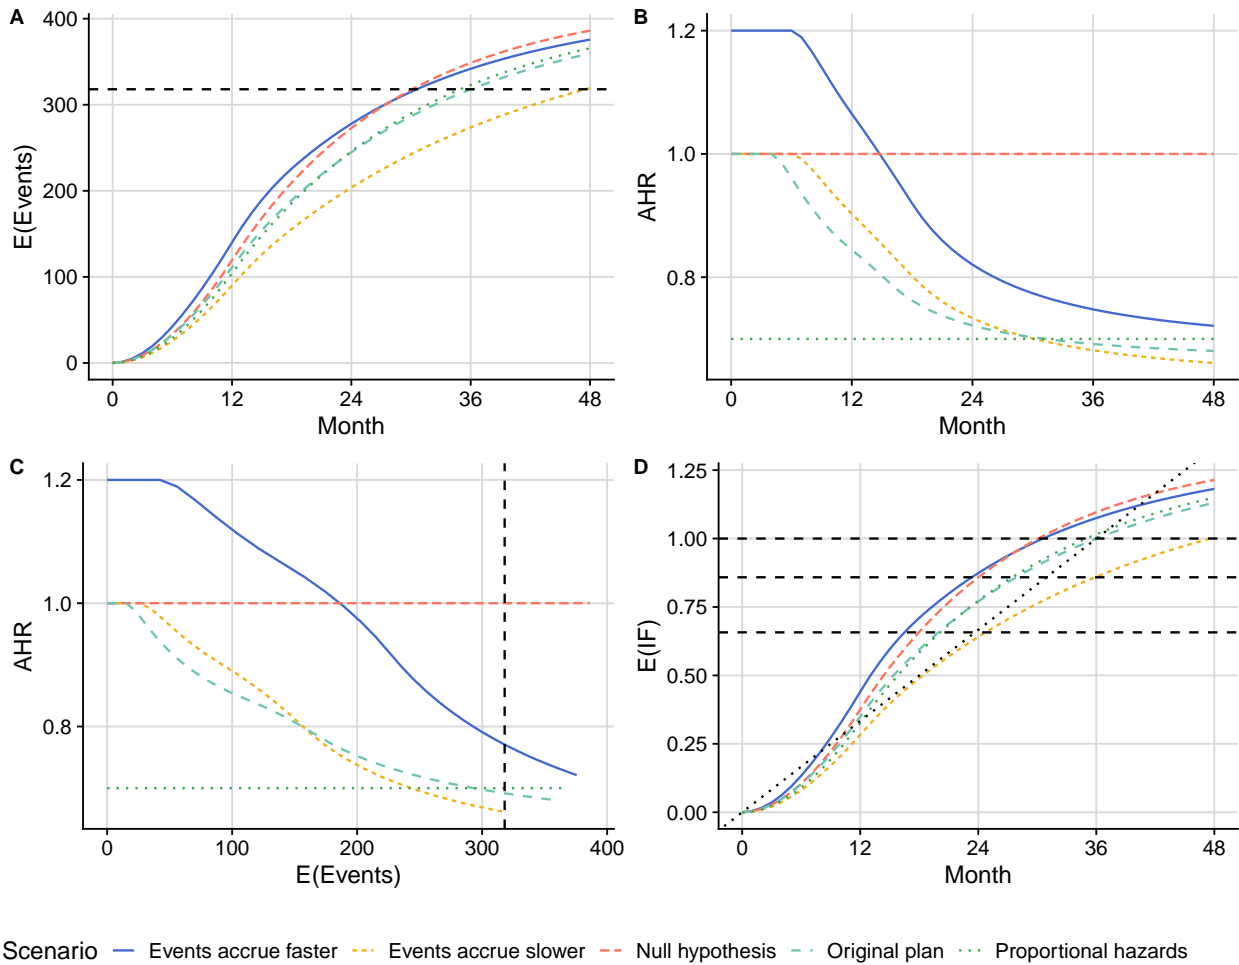 A
E(Events)
400
300
200
100
0
0 12 24 36 48
Month
B
AHR
1.2
1.0
0.8
0 12 24 36 48
Month
C
AHR
1.2
1.0
0.8
0 100 200 300 400
E(Events)
D
E(IF)
1.25
1.00
0.75
0.50
0.25
0.00
0 12 24 36 48
Month
Scenario Events accrue faster Events accrue slower Null hypothesis Original plan Proportional hazards